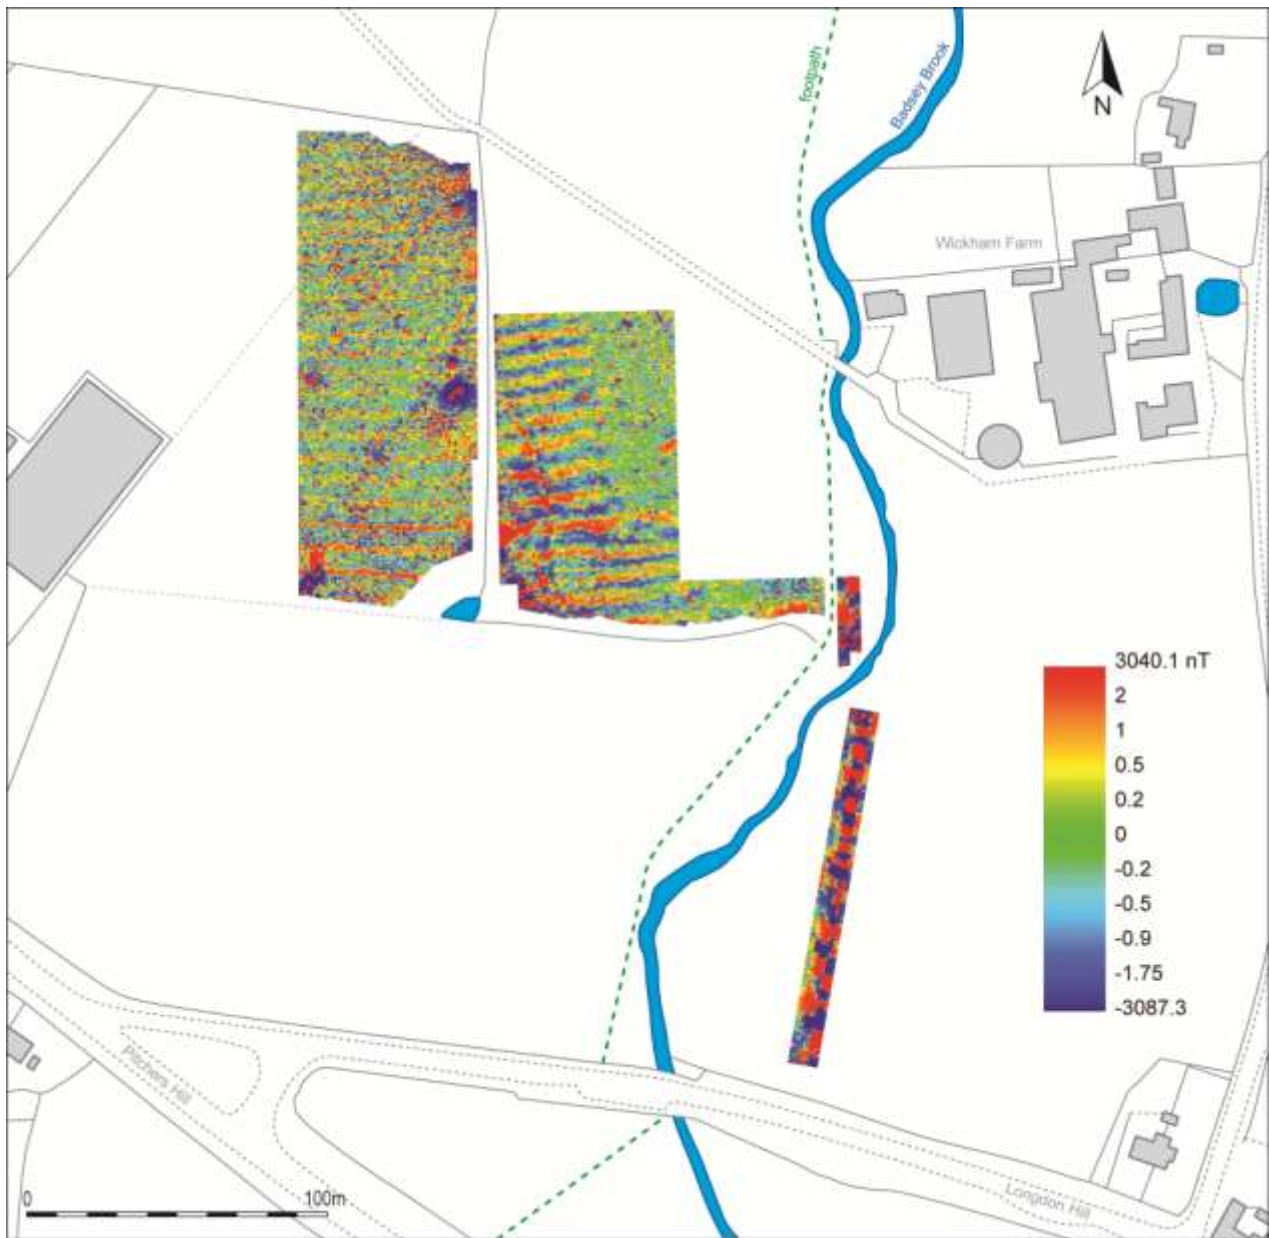 footpath
Badsey Brook
N
Wickham Farm
3040.1 nT
2
1
0.5
0.2
0
-0.2
-0.5
-0.9
-1.75
-3087.3
Pitchers Hill
Longdon Hill
0
100m